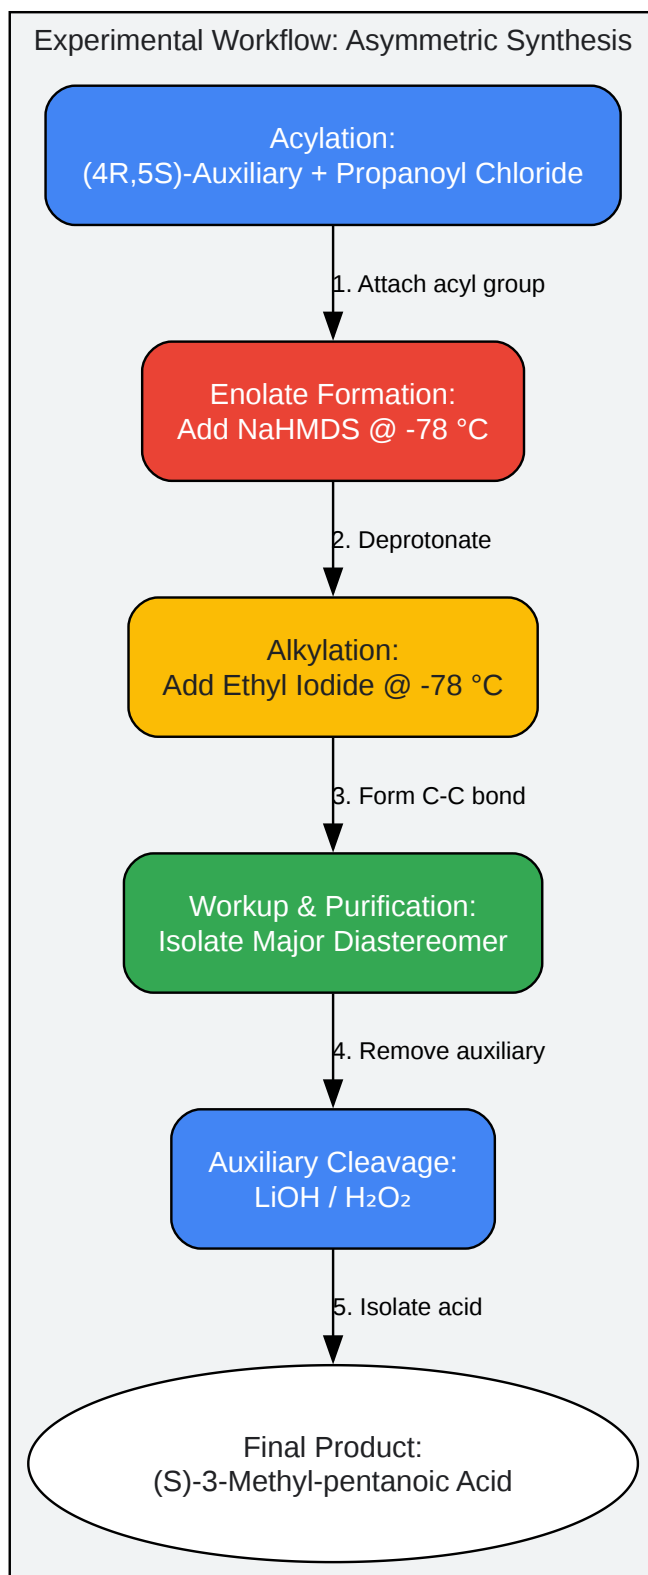 Experimental Workflow: Asymmetric Synthesis
Acylation:
(4R,5S)-Auxiliary + Propanoyl Chloride
1. Attach acyl group
Enolate Formation:
Add NaHMDS @ -78 °C
2. Deprotonate
Alkylation:
Add Ethyl Iodide @ -78 °C
3. Form C-C bond
Workup & Purification:
Isolate Major Diastereomer
4. Remove auxiliary
Auxiliary Cleavage:
LiOH / H₂O₂
5. Isolate acid
Final Product:
(S)-3-Methyl-pentanoic Acid